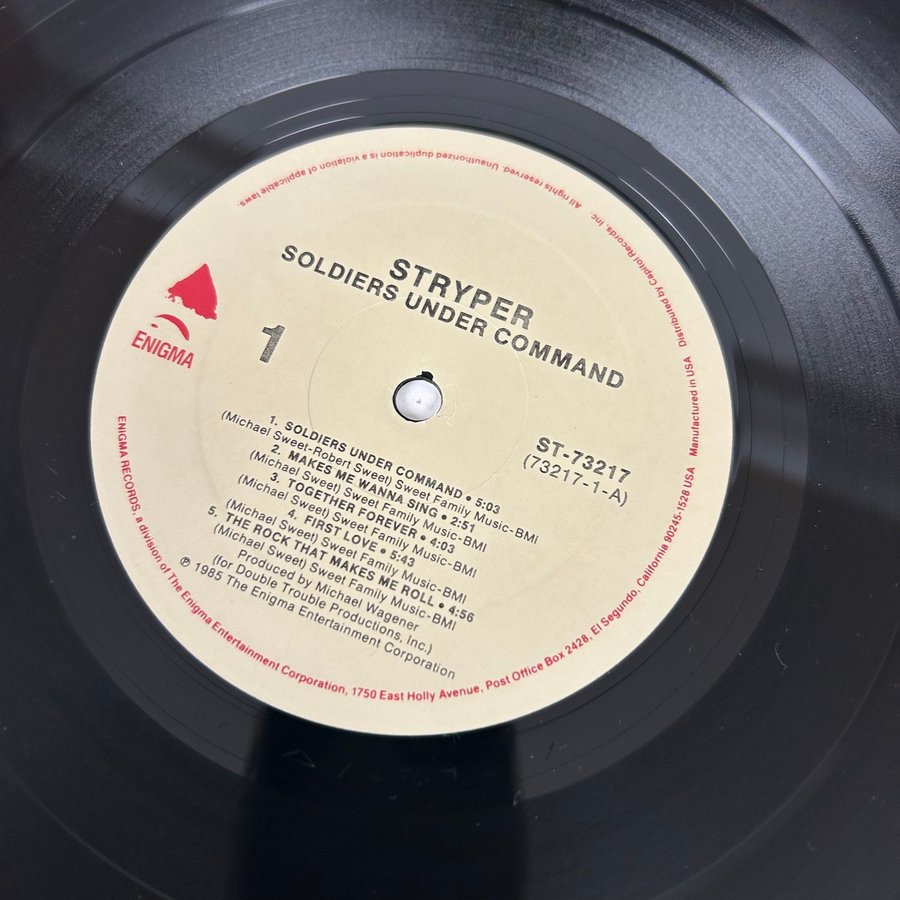 STRYPER
SOLDIERS UNDER COMMAND
ENIGMA
1
ST-73217
(73217-1-A)
1. SOLDIERS UNDER COMMAND • 5:03
(Michael Sweet-Robert Sweet) Sweet Family Music-BMI
2. MAKES ME WANNA SING • 2:51
(Michael Sweet) Sweet Family Music-BMI
3. TOGETHER FOREVER • 4:03
(Michael Sweet) Sweet Family Music-BMI
4. FIRST LOVE • 5:43
(Michael Sweet) Sweet Family Music-BMI
5. THE ROCK THAT MAKES ME ROLL • 4:56
(Michael Sweet) Sweet Family Music-BMI
Produced by Michael Wagener
(for Double Trouble Productions, Inc.)
℗ 1985 The Enigma Entertainment Corporation
ENIGMA RECORDS, a division of The Enigma Entertainment Corporation, 1750 East Holly Avenue, Post Office Box 2428, El Segundo, California 90245-1528 USA Manufactured in USA Distributed by Capitol Records, Inc. All rights reserved. Unauthorized duplication is a violation of applicable laws.